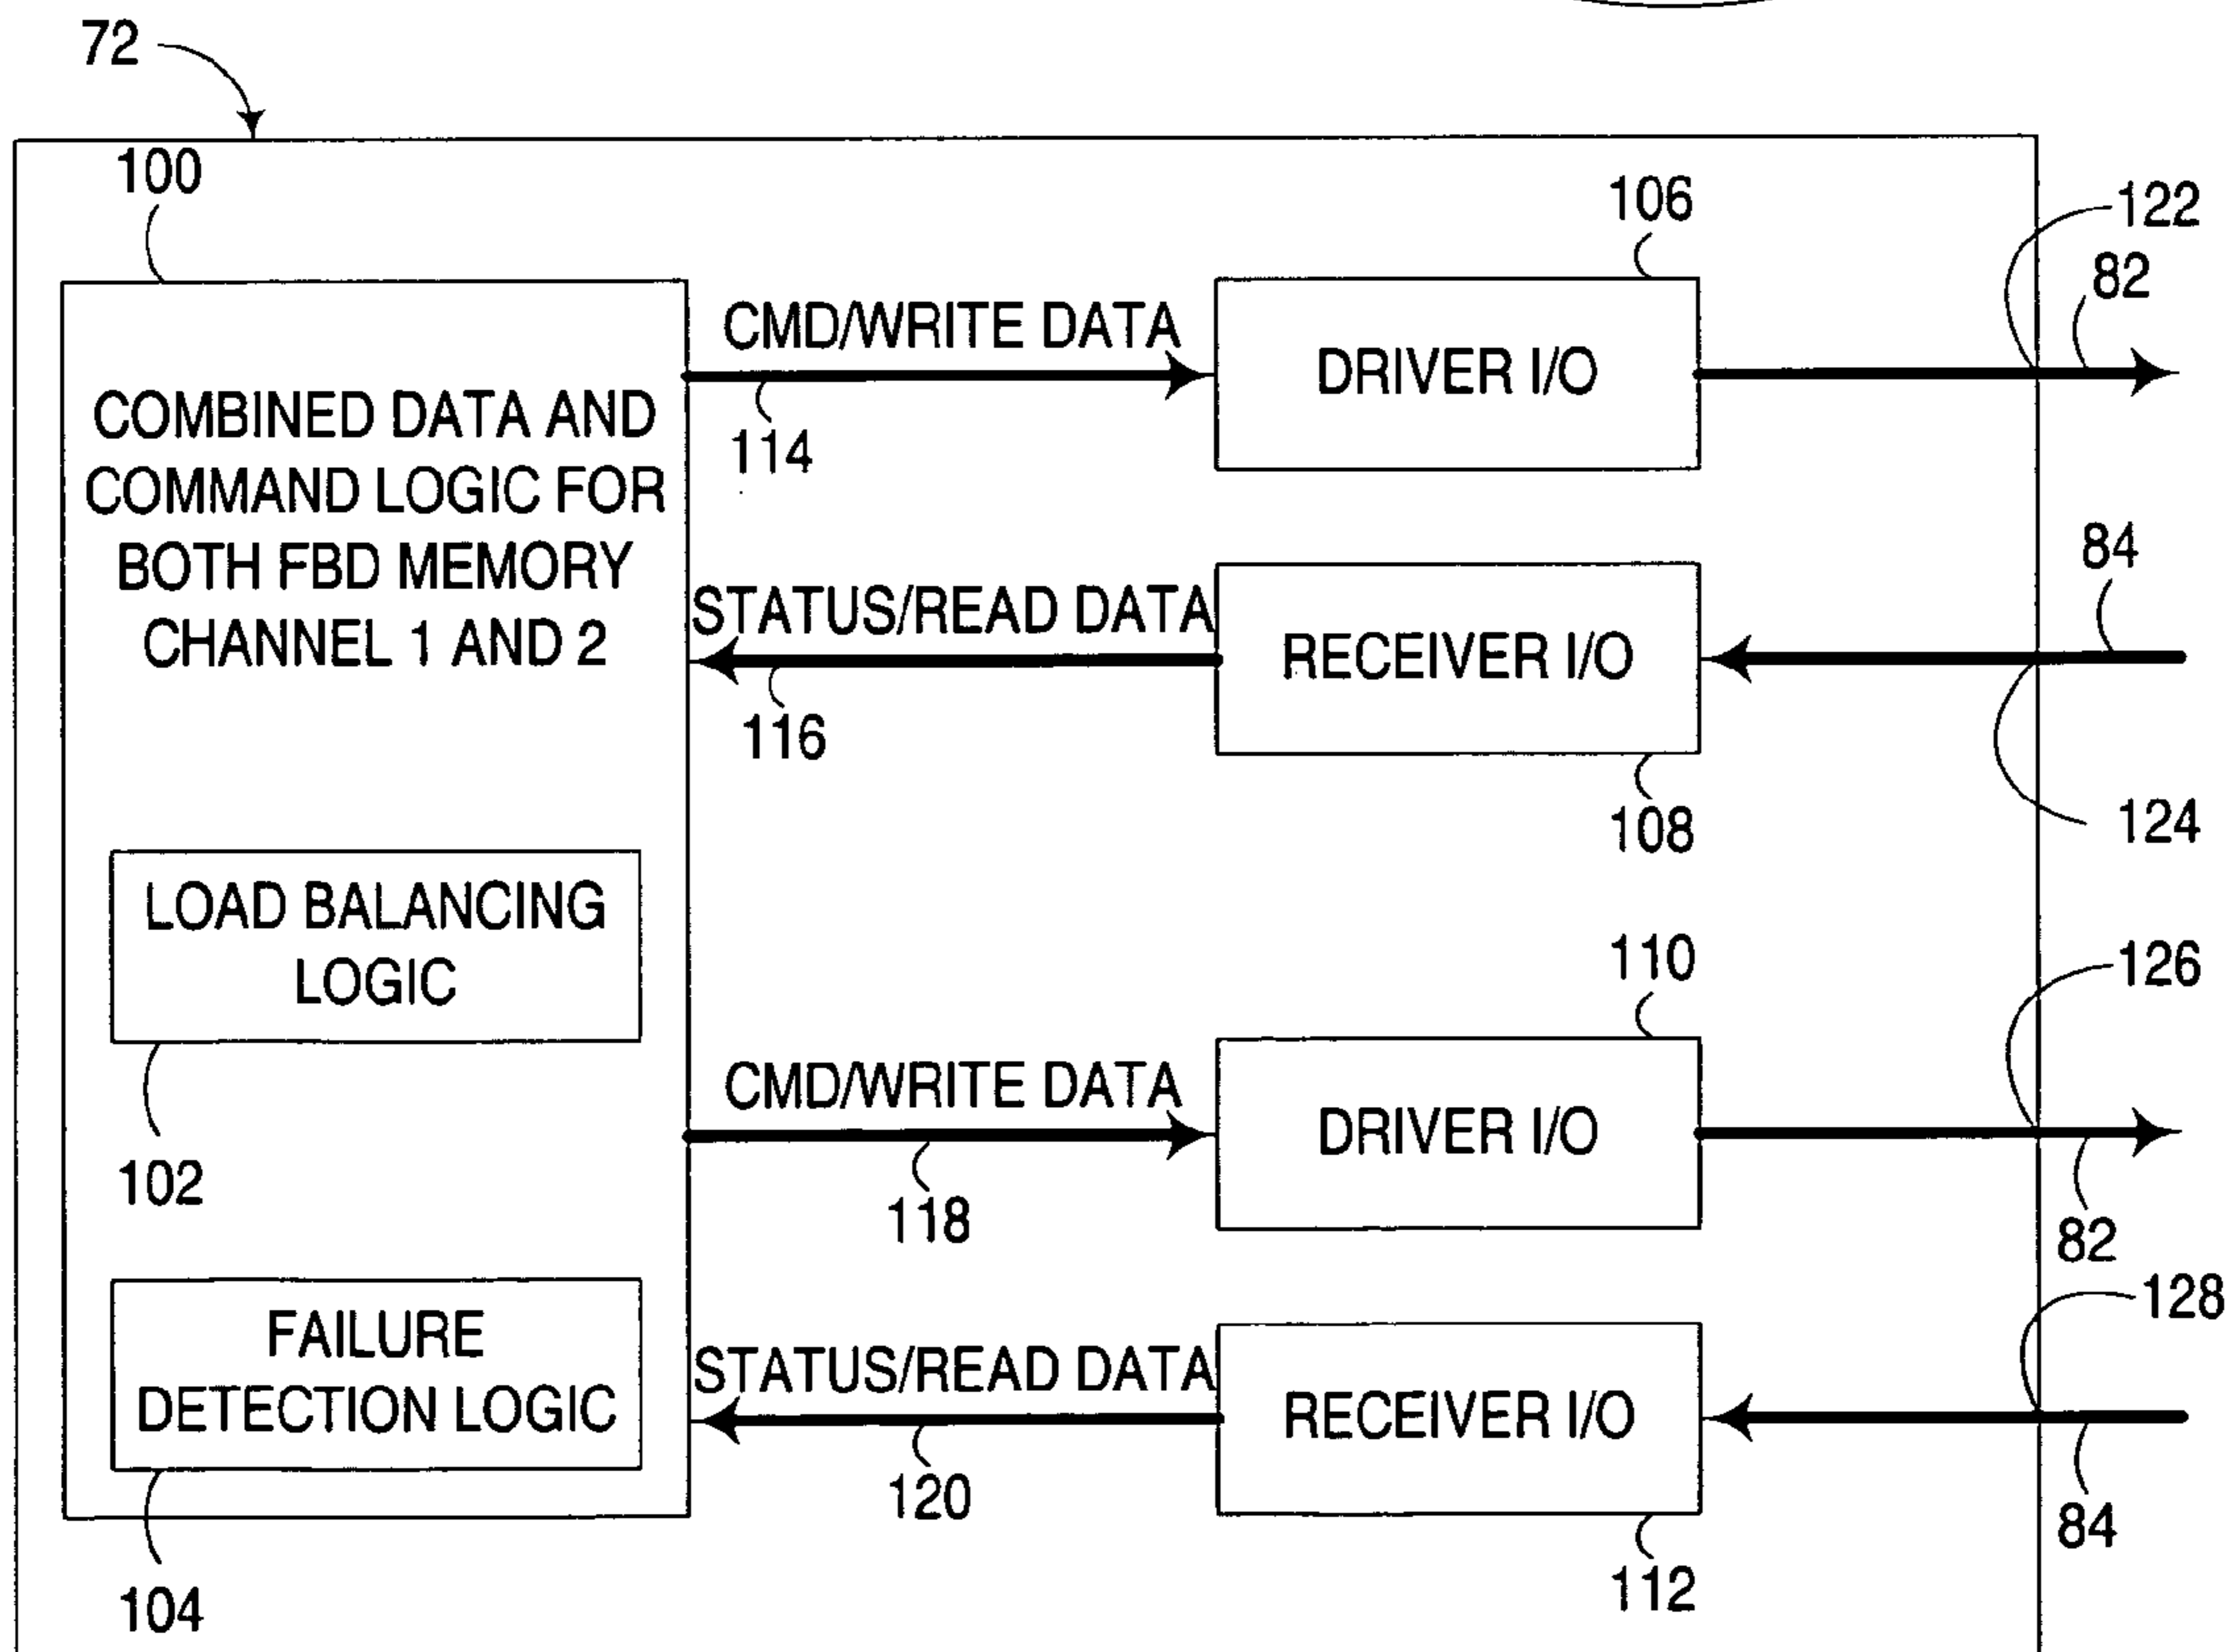 72
100
106
122
82
CMD/WRITE DATA
DRIVER I/O
114
COMBINED DATA AND
COMMAND LOGIC FOR
BOTH FBD MEMORY
CHANNEL 1 AND 2
84
STATUS/READ DATA
RECEIVER I/O
116
108
124
LOAD BALANCING
LOGIC
102
110
126
CMD/WRITE DATA
DRIVER I/O
118
82
128
FAILURE
DETECTION LOGIC
104
STATUS/READ DATA
RECEIVER I/O
120
84
112